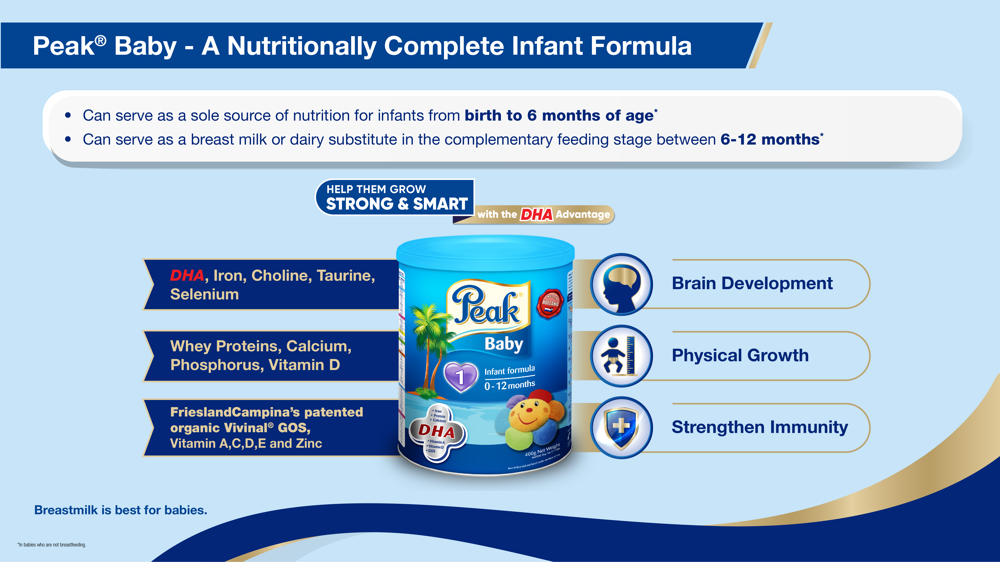 Peak® Baby - A Nutritionally Complete Infant Formula
• Can serve as a sole source of nutrition for infants from birth to 6 months of age*
• Can serve as a breast milk or dairy substitute in the complementary feeding stage between 6-12 months*
HELP THEM GROW
STRONG & SMART
with the DHA Advantage
DHA, Iron, Choline, Taurine,
Selenium
Whey Proteins, Calcium,
Phosphorus, Vitamin D
FrieslandCampina’s patented
organic Vivinal® GOS,
Vitamin A,C,D,E and Zinc
Peak®
Baby
MADE IN
HOLLAND
1
Infant formula
0-12 months
+ Iron
+ Protein
+ Calcium
DHA
+Vitamin A
+Vitamin D
+GOS
400g Net Weight
NAFDAC Reg. No. C1-1085
Best before end and batch code: see base of can
Brain Development
Physical Growth
Strengthen Immunity
Breastmilk is best for babies.
*In babies who are not breastfeeding.